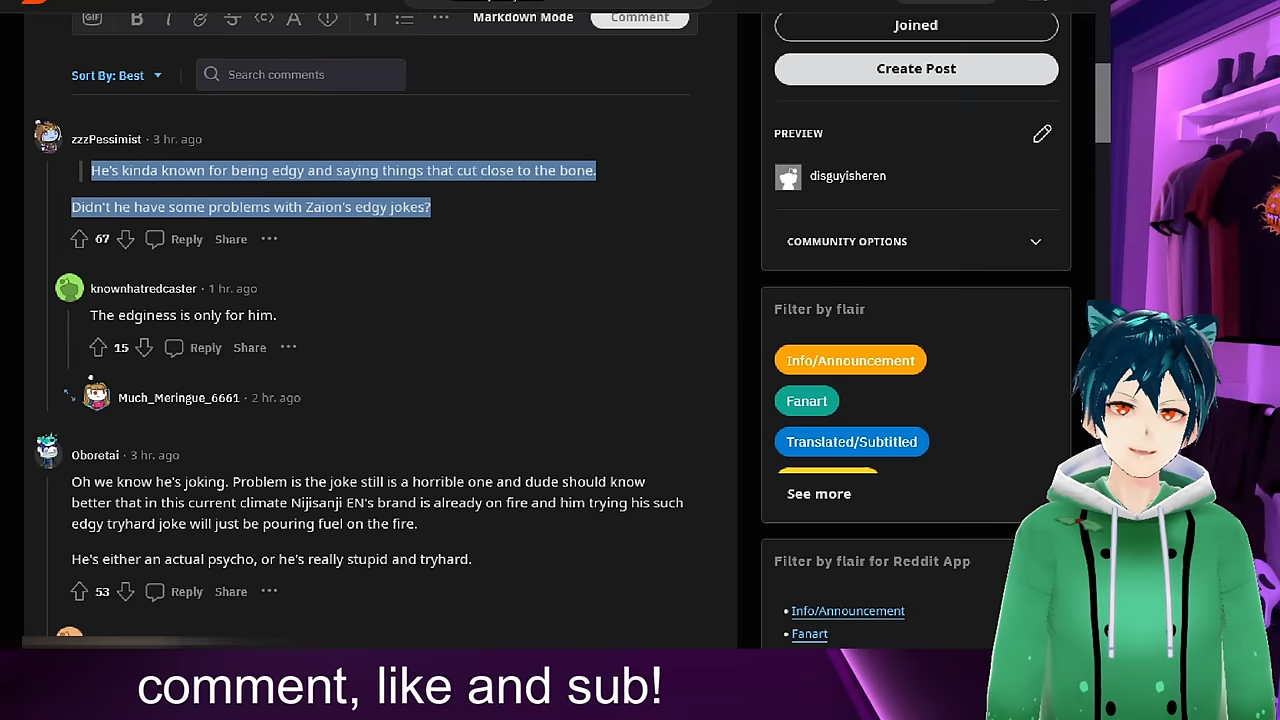 GIF B I S A T
Markdown Mode Comment
Joined
Sort By: Best
Search comments
Create Post
zzzPessimist · 3 hr. ago
He's kinda known for being edgy and saying things that cut close to the bone.
Didn't he have some problems with Zaion's edgy jokes?
67 Reply Share
knownhatredcaster · 1 hr. ago
The edginess is only for him.
15 Reply Share
Much_Meringue_6661 · 2 hr. ago
Oboretai · 3 hr. ago
Oh we know he's joking. Problem is the joke still is a horrible one and dude should know
better that in this current climate Nijisanji EN's brand is already on fire and him trying his such
edgy tryhard joke will just be pouring fuel on the fire.
He's either an actual psycho, or he's really stupid and tryhard.
53 Reply Share
PREVIEW
disguyisheren
COMMUNITY OPTIONS
Filter by flair
Info/Announcement
Fanart
Translated/Subtitled
See more
Filter by flair for Reddit App
• Info/Announcement
• Fanart
comment, like and sub!